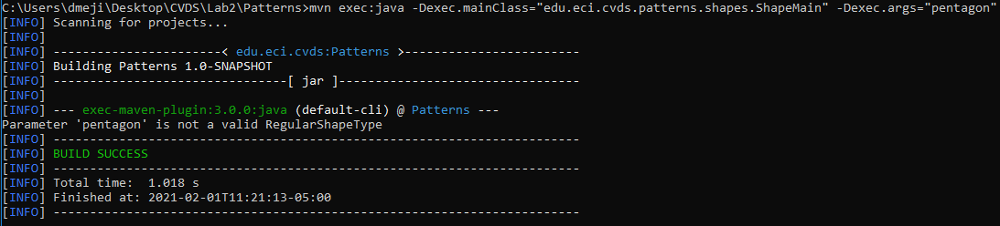 C:\Users\dmeji\Desktop\CVDS\Lab2\Patterns>mvn exec:java -Dexec.mainClass="edu.eci.cvds.patterns.shapes.ShapeMain" -Dexec.args="pentagon"
[INFO] Scanning for projects...
[INFO]
[INFO] -----------------------< edu.eci.cvds:Patterns >------------------------
[INFO] Building Patterns 1.0-SNAPSHOT
[INFO] --------------------------------[ jar ]---------------------------------
[INFO]
[INFO] --- exec-maven-plugin:3.0.0:java (default-cli) @ Patterns ---
Parameter 'pentagon' is not a valid RegularShapeType
[INFO] ------------------------------------------------------------------------
[INFO] BUILD SUCCESS
[INFO] ------------------------------------------------------------------------
[INFO] Total time:  1.018 s
[INFO] Finished at: 2021-02-01T11:21:13-05:00
[INFO] ------------------------------------------------------------------------